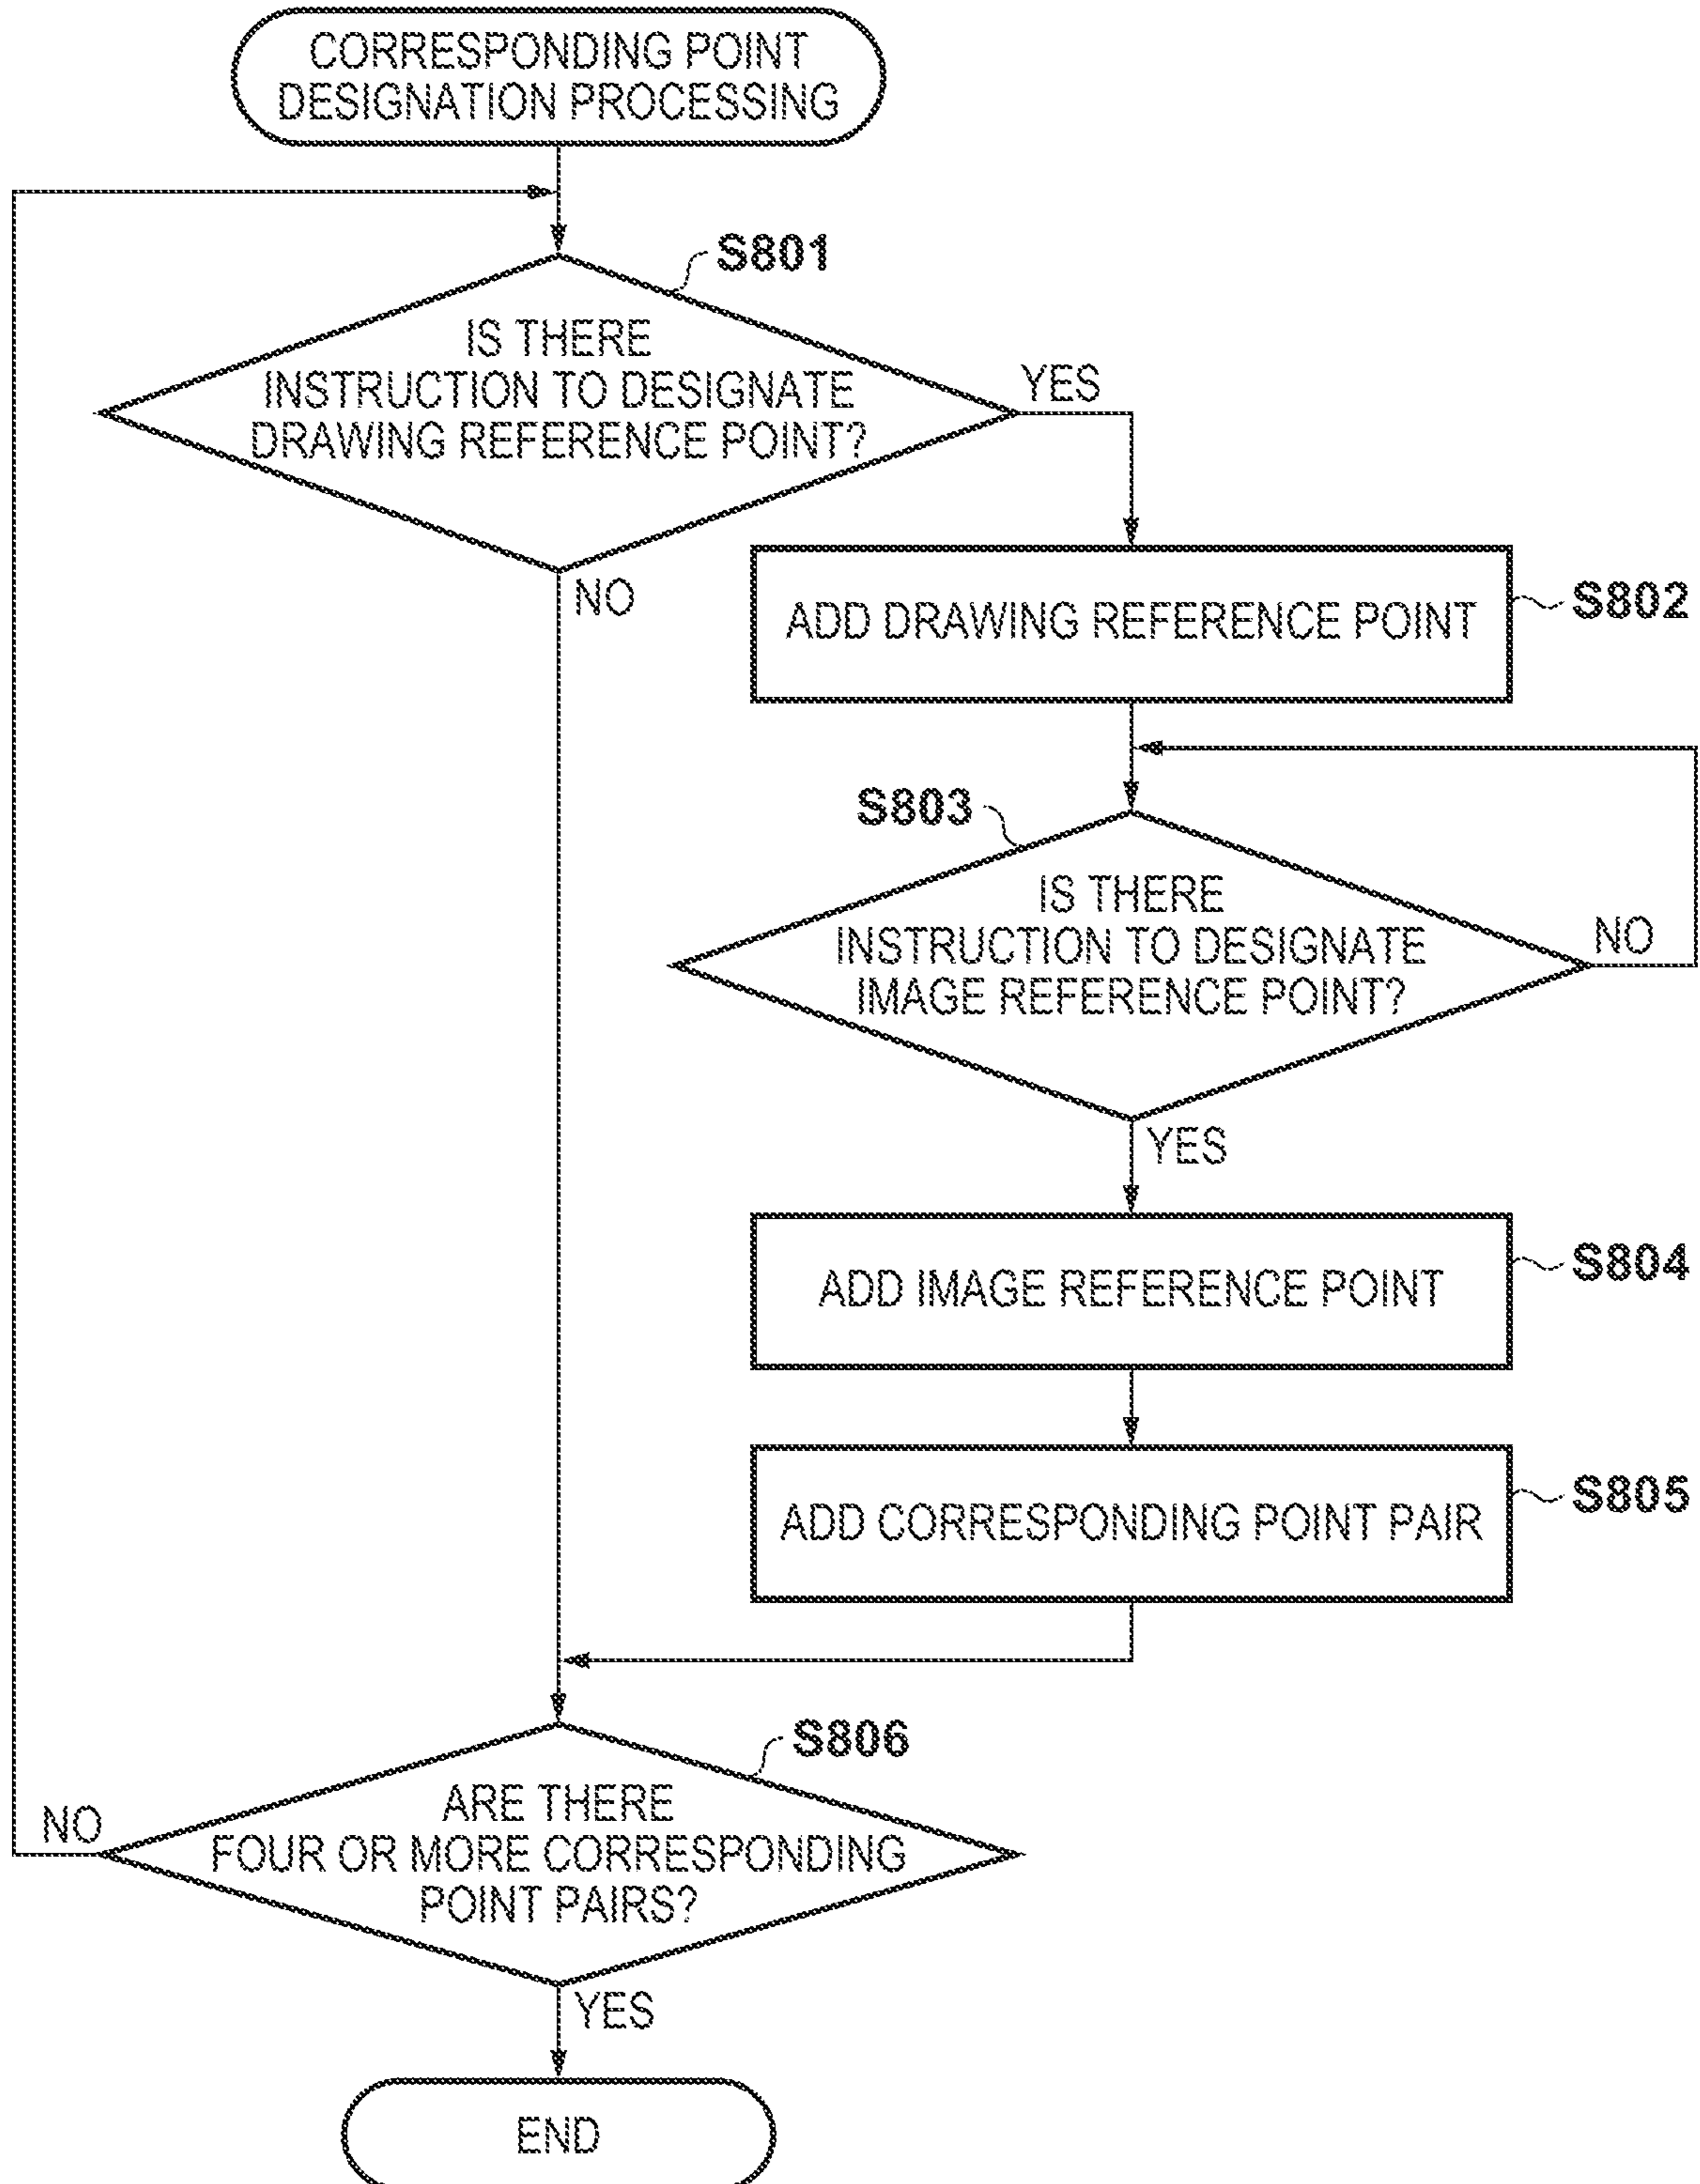 CORRESPONDING POINT
DESIGNATION PROCESSING
S801
IS THERE
INSTRUCTION TO DESIGNATE
DRAWING REFERENCE POINT?
YES
NO
ADD DRAWING REFERENCE POINT
S802
S803
IS THERE
INSTRUCTION TO DESIGNATE
IMAGE REFERENCE POINT?
NO
YES
ADD IMAGE REFERENCE POINT
S804
ADD CORRESPONDING POINT PAIR
S805
S806
ARE THERE
FOUR OR MORE CORRESPONDING
POINT PAIRS?
NO
YES
END